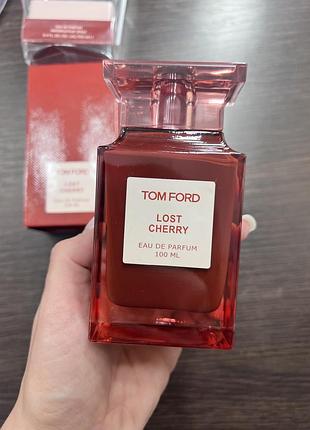 TOM FORD
LOST
CHERRY
EAU DE PARFUM
100 ML
TOM FORD
LOST
CHERRY